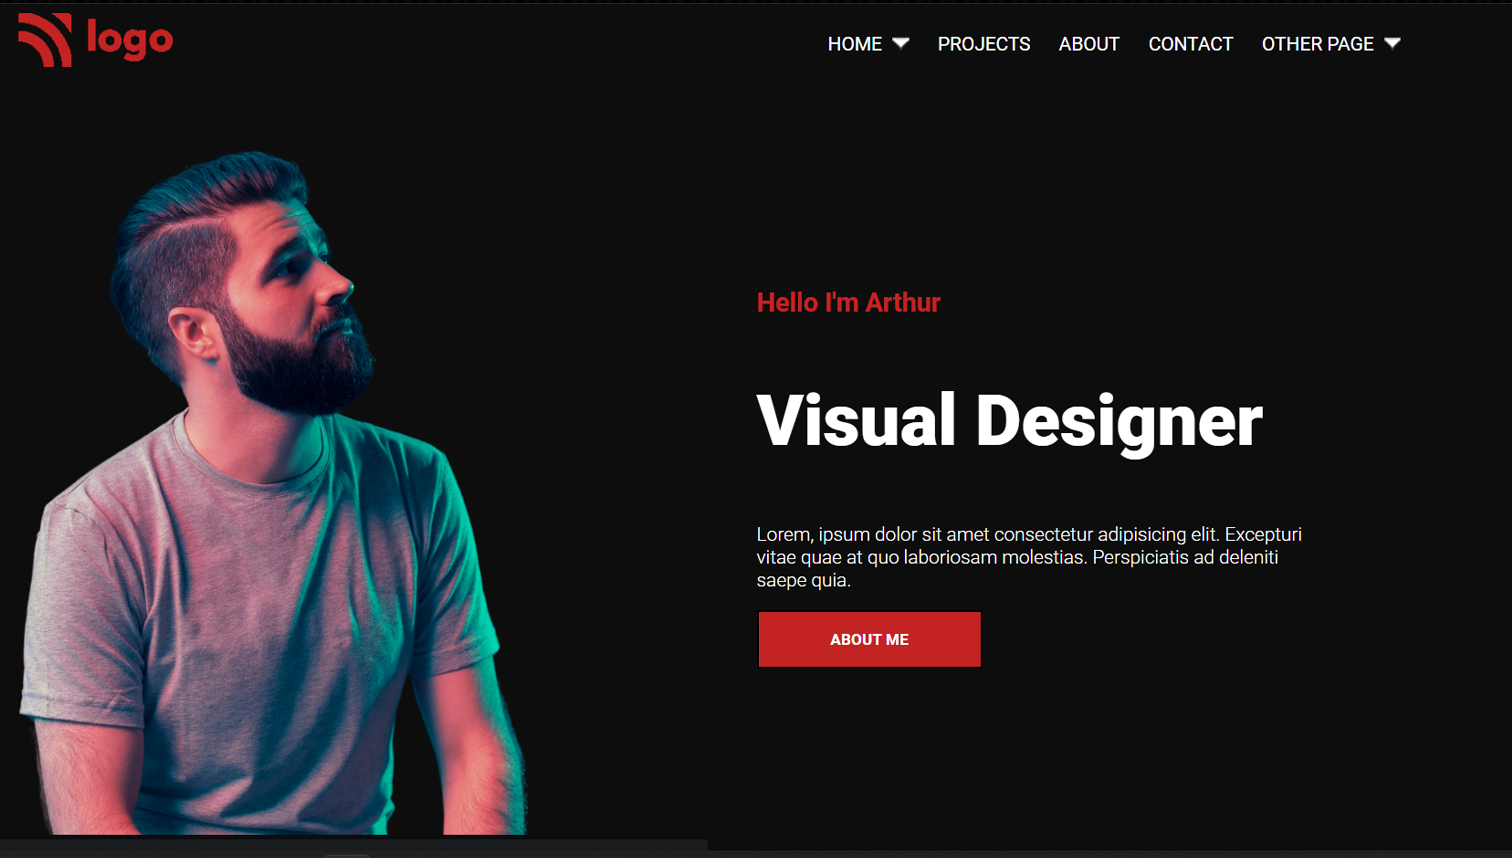 logo
HOME
PROJECTS
ABOUT
CONTACT
OTHER PAGE
Hello I'm Arthur
Visual Designer
Lorem, ipsum dolor sit amet consectetur adipisicing elit. Excepturi
vitae quae at quo laboriosam molestias. Perspiciatis ad deleniti
saepe quia.
ABOUT ME